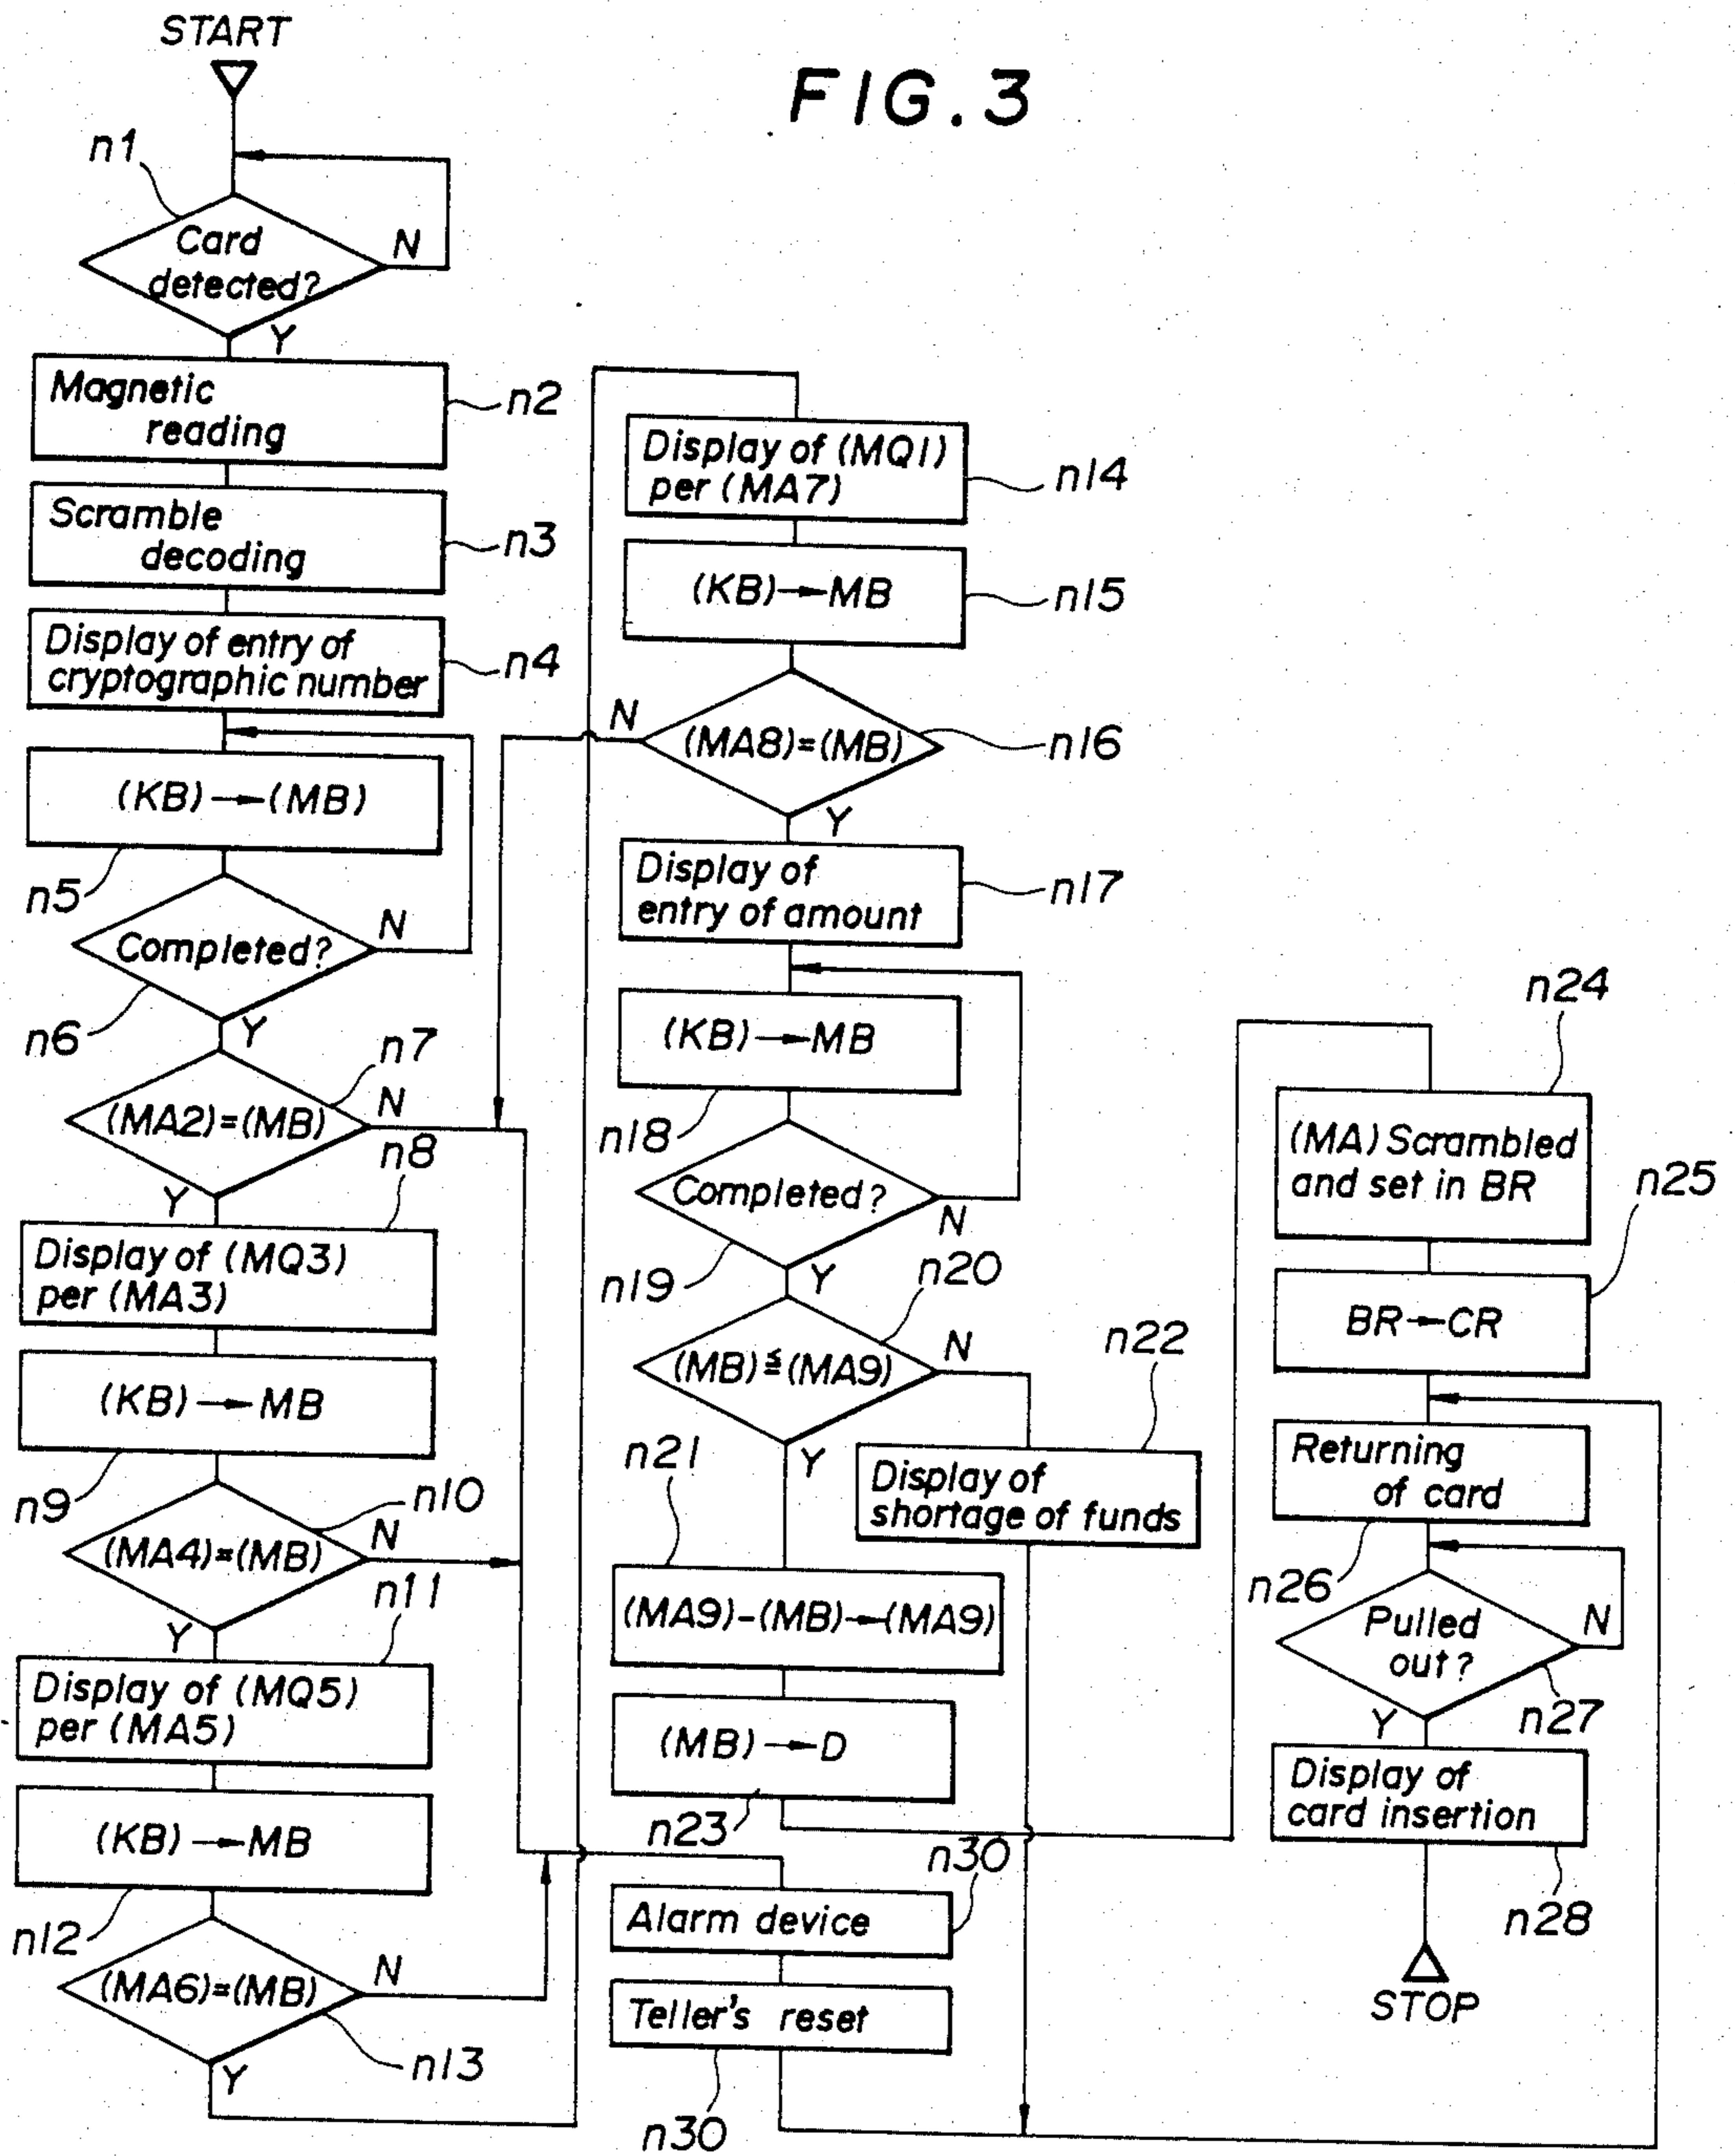 START
FIG.3
n1
Card
detected?
N
Y
Magnetic
reading
n2
Scramble
decoding
n3
Display of entry of
cryptographic number
n4
(KB)→(MB)
n5
Completed?
N
n6
Y
n7
(MA2)=(MB)
N
n8
Y
Display of (MQ3)
per (MA3)
(KB)→MB
n9
n10
(MA4)=(MB)
N
n11
Y
Display of (MQ5)
per (MA5)
(KB)→MB
n12
(MA6)=(MB)
N
n13
Y
Display of (MQ1)
per (MA7)
n14
(KB)→MB
n15
N
(MA8)=(MB)
n16
Y
Display of
entry of amount
n17
(KB)→MB
n18
Completed?
N
n19
Y
n20
(MB)≦(MA9)
N
n22
n21
Y
Display of
shortage of funds
(MA9)-(MB)→(MA9)
(MB)→D
n23
n30
Alarm device
Teller's reset
n30
n24
(MA) Scrambled
and set in BR
n25
BR→CR
Returning
of card
n26
Pulled
out?
N
n27
Y
Display of
card insertion
n28
STOP